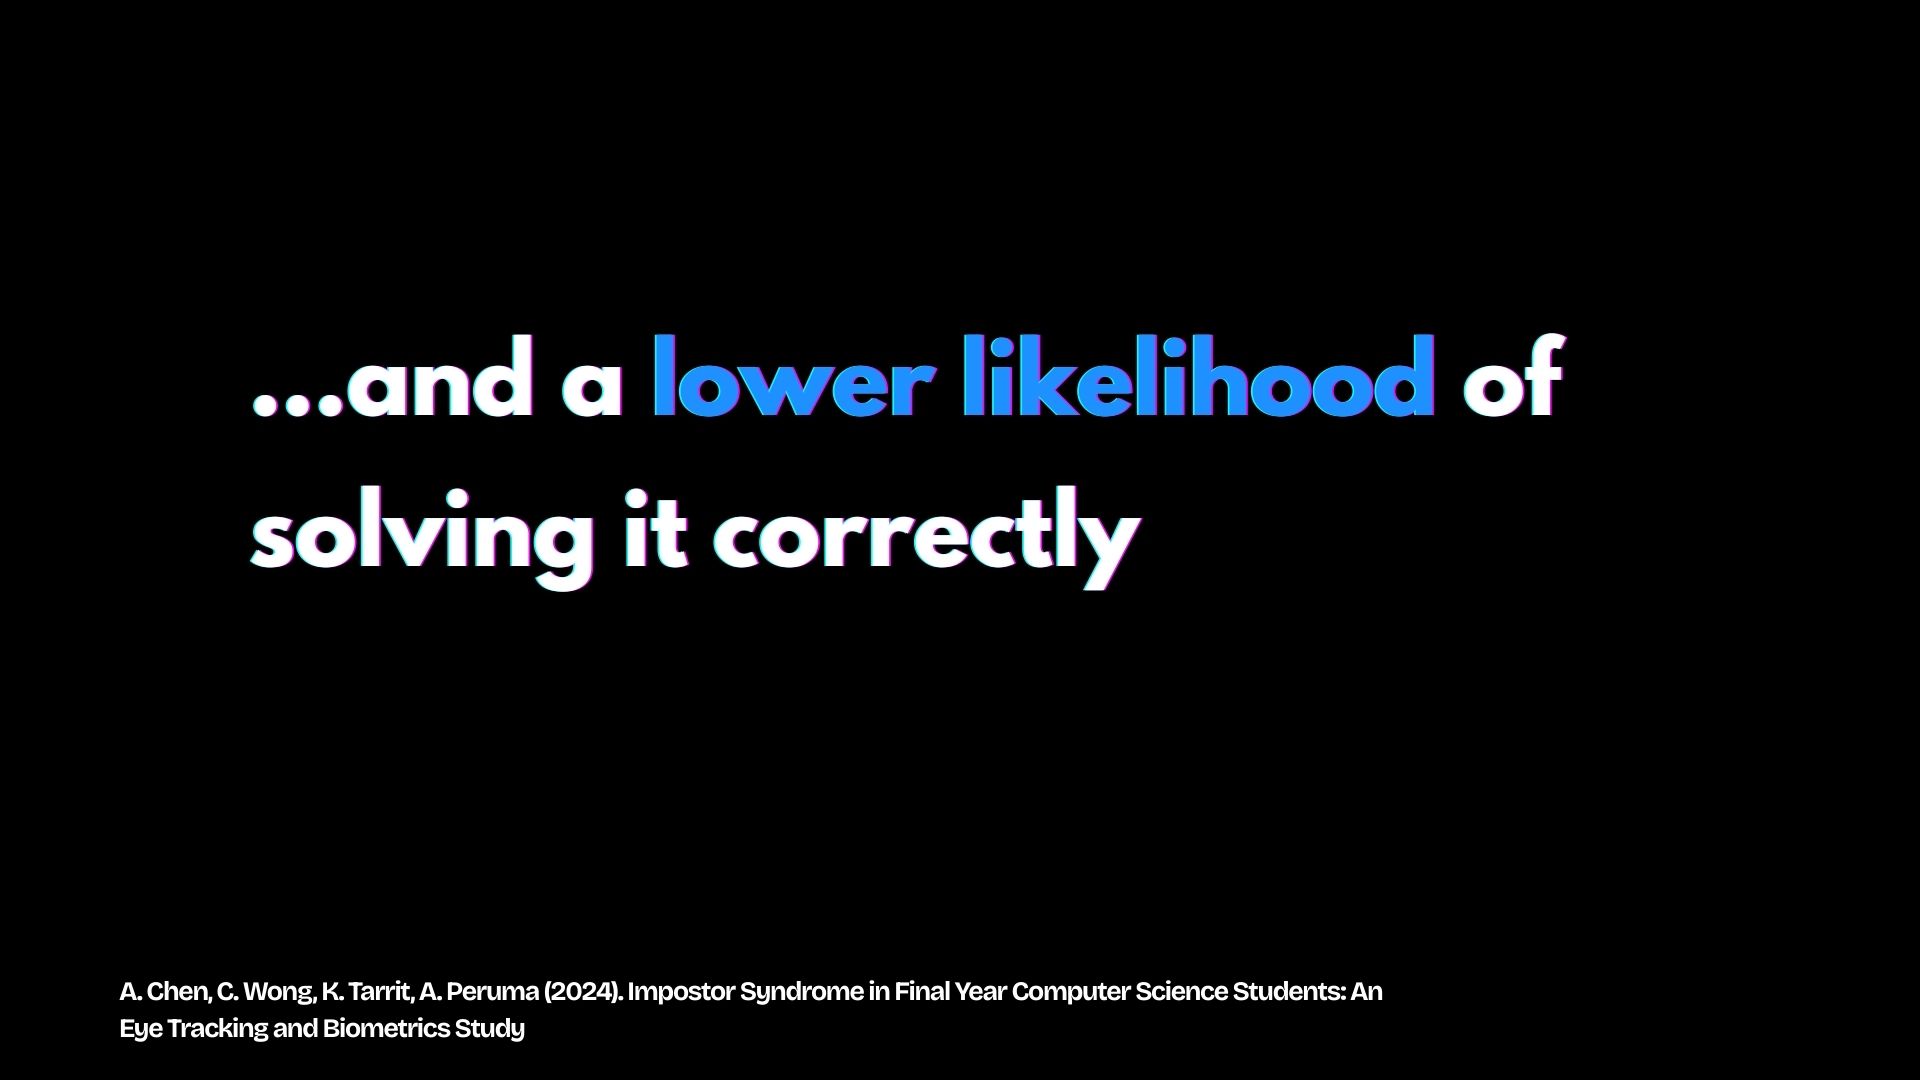 ...and a lower likelihood of
solving it correctly
A. Chen, C. Wong, K. Tarrit, A. Peruma (2024). Impostor Syndrome in Final Year Computer Science Students: An
Eye Tracking and Biometrics Study